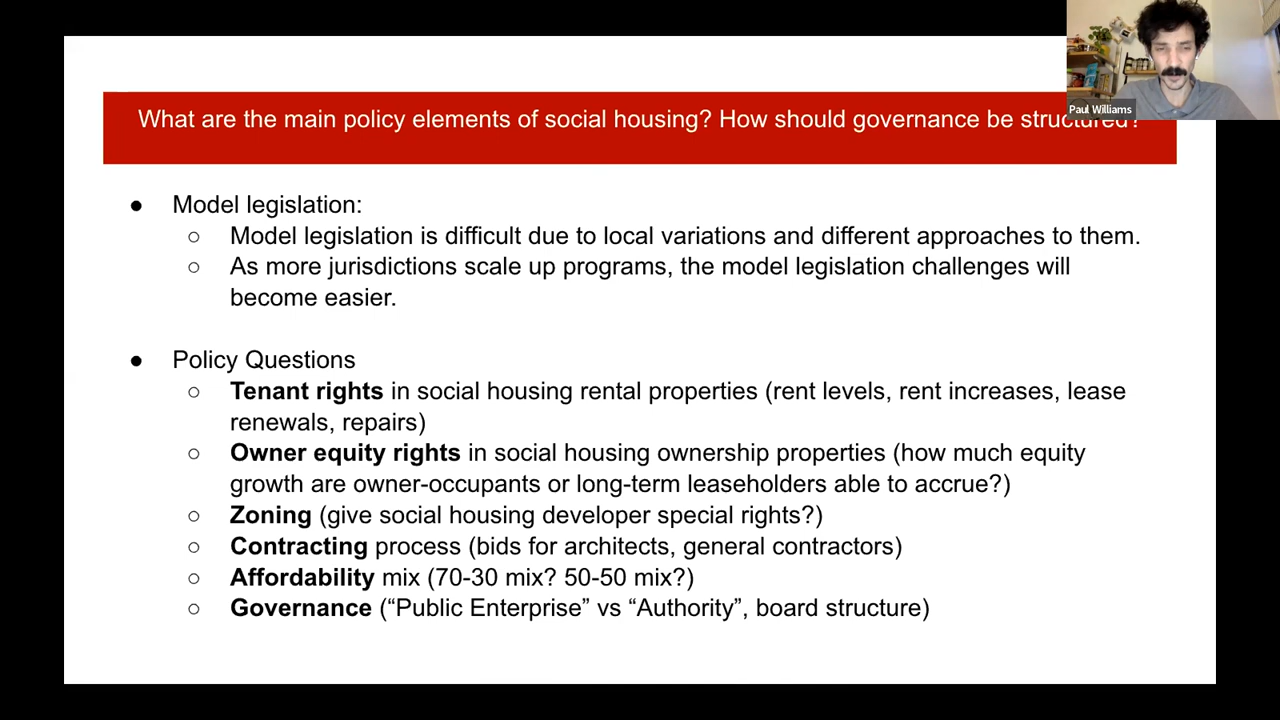 What are the main policy elements of social housing? How should governance be structured?
Paul Williams
● Model legislation:
○ Model legislation is difficult due to local variations and different approaches to them.
○ As more jurisdictions scale up programs, the model legislation challenges will
become easier.
● Policy Questions
○ Tenant rights in social housing rental properties (rent levels, rent increases, lease
renewals, repairs)
○ Owner equity rights in social housing ownership properties (how much equity
growth are owner-occupants or long-term leaseholders able to accrue?)
○ Zoning (give social housing developer special rights?)
○ Contracting process (bids for architects, general contractors)
○ Affordability mix (70-30 mix? 50-50 mix?)
○ Governance (“Public Enterprise” vs “Authority”, board structure)